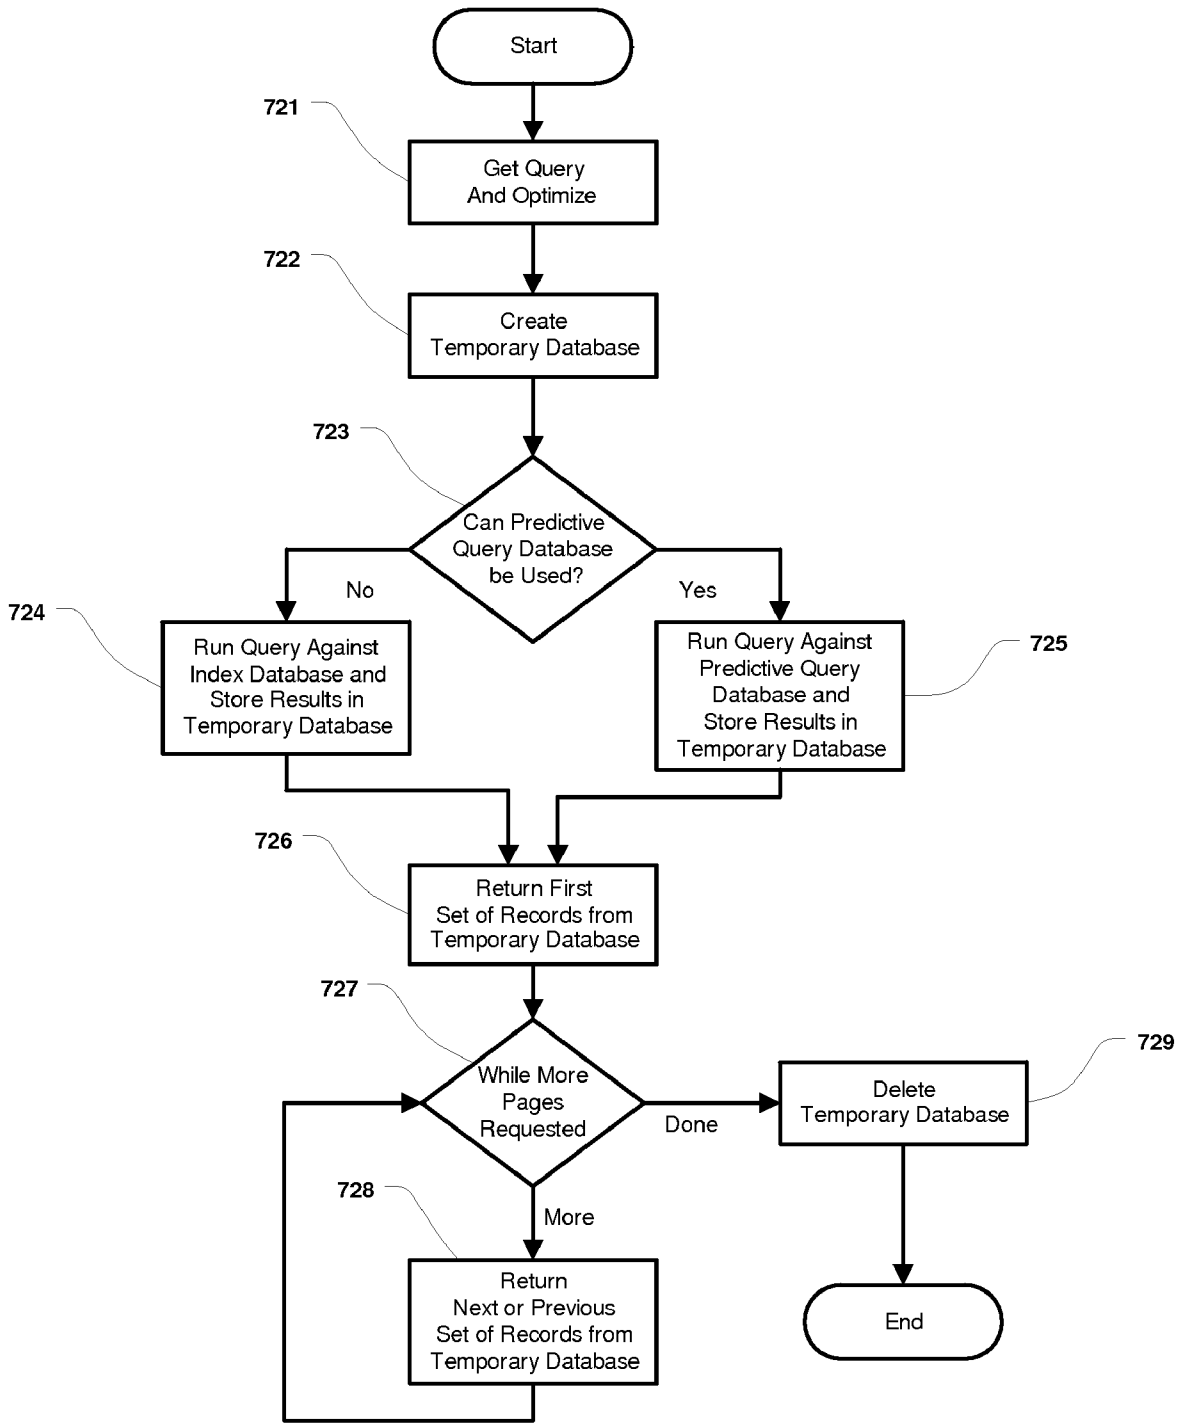 Start
721
Get Query
And Optimize
722
Create
Temporary Database
723
Can Predictive
Query Database
be Used?
No
Yes
724
Run Query Against
Index Database and
Store Results in
Temporary Database
Run Query Against
Predictive Query
Database and
Store Results in
Temporary Database
725
726
Return First
Set of Records from
Temporary Database
727
While More
Pages
Requested
Done
Delete
Temporary Database
729
728
More
Return
Next or Previous
Set of Records from
Temporary Database
End